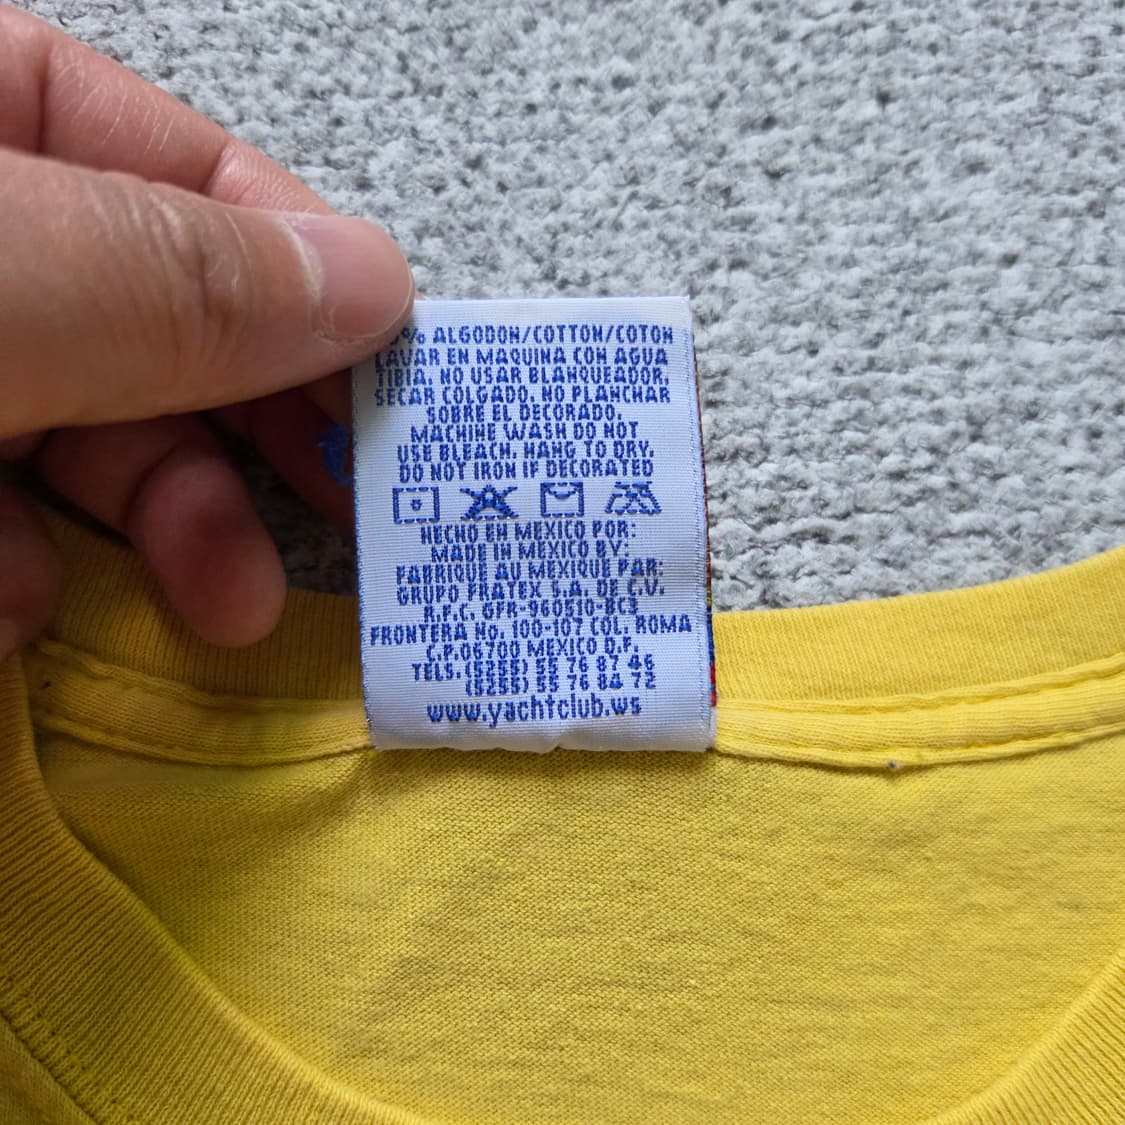 % ALGODON/COTTON/COTON
LAVAR EN MAQUINA CON AGUA
TIBIA. NO USAR BLANQUEADOR.
SECAR COLGADO. NO PLANCHAR
SOBRE EL DECORADO.
MACHINE WASH DO NOT
USE BLEACH. HANG TO DRY.
DO NOT IRON IF DECORATED
HECHO EN MEXICO POR:
MADE IN MEXICO BY:
FABRIQUE AU MEXIQUE PAR:
GRUPO FRATEX S.A. DE C.V.
R.F.C. GFR-960510-BC3
FRONTERA No. 100-107 COL. ROMA
C.P.06700 MEXICO D.F.
TELS. (5255) 55 76 87 46
(5255) 55 76 84 72
www.yachtclub.ws